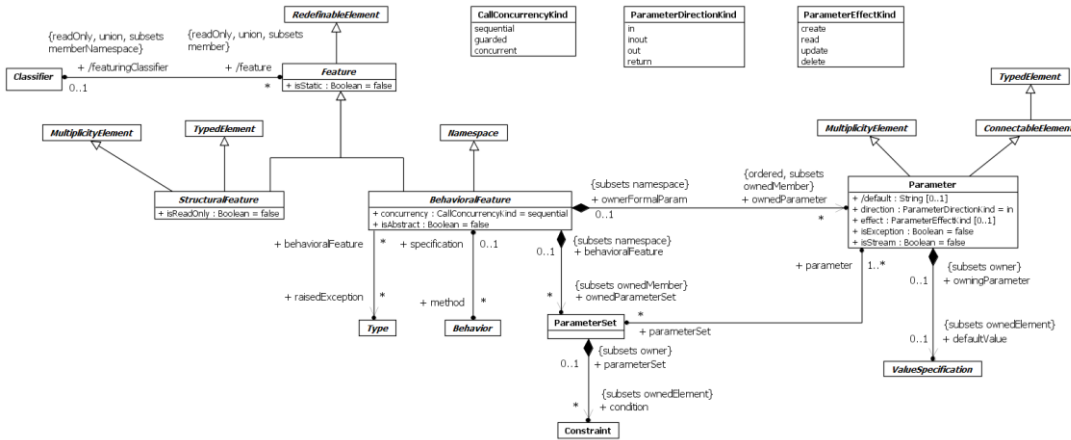 RedefinableElement
CallConcurrencyKind
sequential
guarded
concurrent
ParameterDirectionKind
in
inout
out
return
ParameterEffectKind
create
read
update
delete
{readOnly, union, subsets
memberNamespace}
+ /featuringClassifier
0..1
{readOnly, union, subsets
member}
+ /feature
*
Classifier
Feature
+ isStatic : Boolean = false
TypedElement
MultiplicityElement
TypedElement
Namespace
MultiplicityElement
ConnectableElement
StructuralFeature
+ isReadOnly : Boolean = false
BehavioralFeature
+ concurrency : CallConcurrencyKind = sequential
+ isAbstract : Boolean = false
{subsets namespace}
+ ownerFormalParam
0..1
{ordered, subsets
ownedMember}
+ ownedParameter
*
Parameter
+ /default : String [0..1]
+ direction : ParameterDirectionKind = in
+ effect : ParameterEffectKind [0..1]
+ isException : Boolean = false
+ isStream : Boolean = false
+ behavioralFeature
*
+ raisedException
*
Type
+ specification
0..1
+ method
*
Behavior
0..1
{subsets namespace}
+ behavioralFeature
*
{subsets ownedMember}
+ ownedParameterSet
ParameterSet
+ parameter
1..*
*
+ parameterSet
0..1
{subsets owner}
+ owningParameter
{subsets ownedElement}
0..1
+ defaultValue
ValueSpecification
0..1
{subsets owner}
+ parameterSet
*
{subsets ownedElement}
+ condition
Constraint